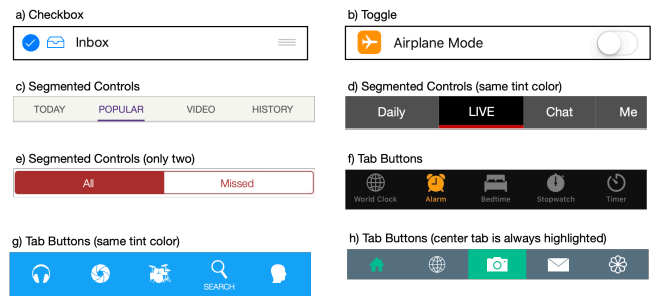 a) Checkbox
Inbox
b) Toggle
Airplane Mode
c) Segmented Controls
TODAY POPULAR VIDEO HISTORY
d) Segmented Controls (same tint color)
Daily LIVE Chat Me
e) Segmented Controls (only two)
All Missed
f) Tab Buttons
World Clock Alarm Bedtime Stopwatch Timer
g) Tab Buttons (same tint color)
SEARCH
h) Tab Buttons (center tab is always highlighted)